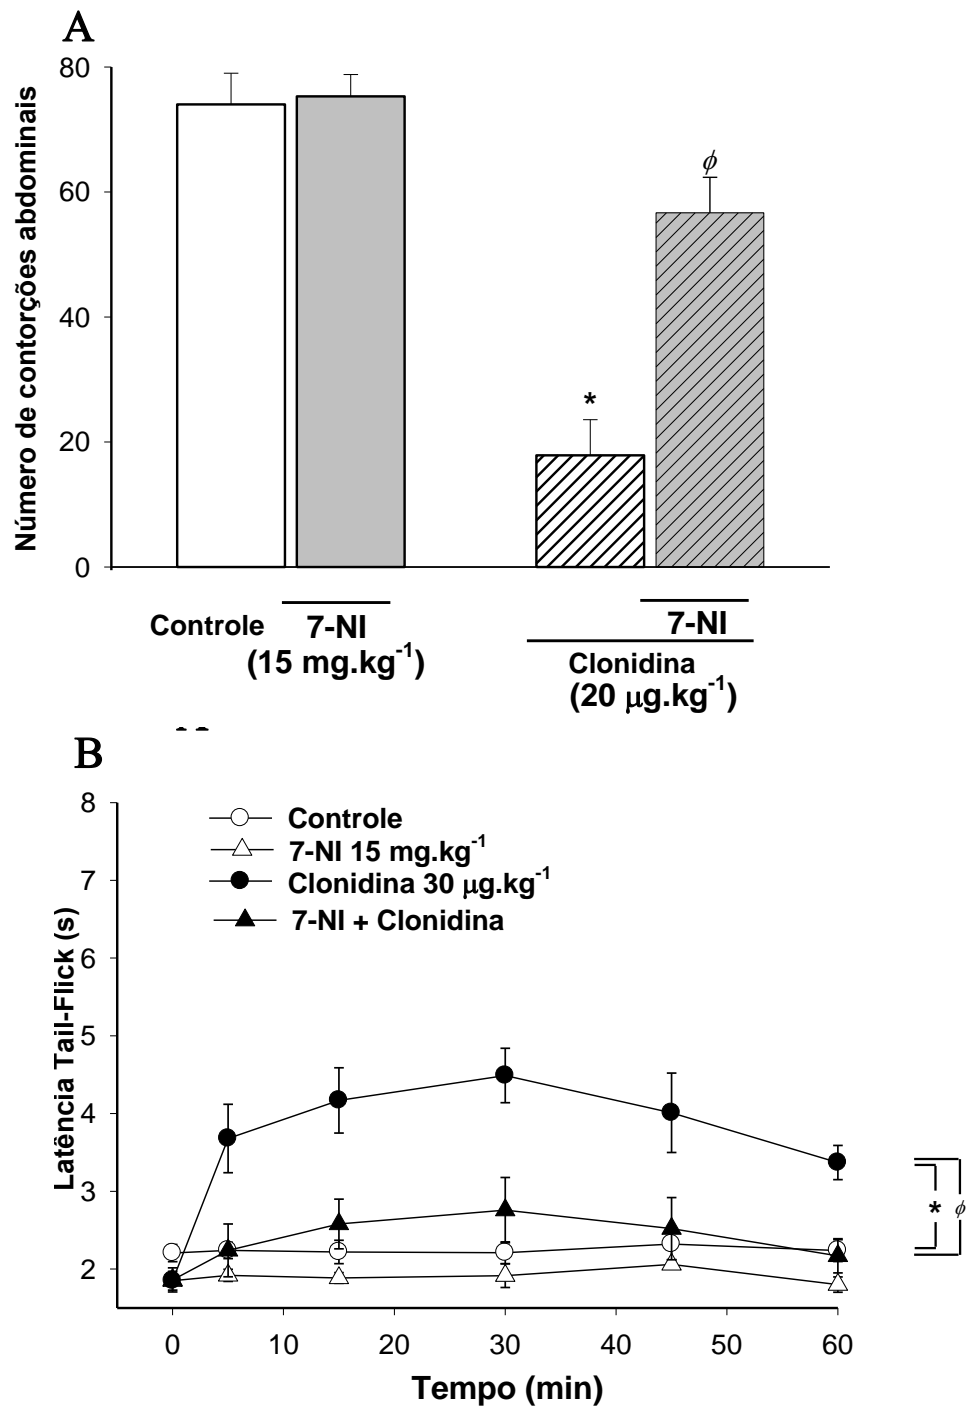 A
Número de contorções abdominais
80
60
40
20
0
*
ϕ
Controle
7-NI
(15 mg.kg-1)
7-NI
Clonidina
(20 μg.kg-1)
B
Latência Tail-Flick (s)
8
7
6
5
4
3
2
Controle
7-NI 15 mg.kg-1
Clonidina 30 μg.kg-1
7-NI + Clonidina
* ϕ
0 10 20 30 40 50 60
Tempo (min)